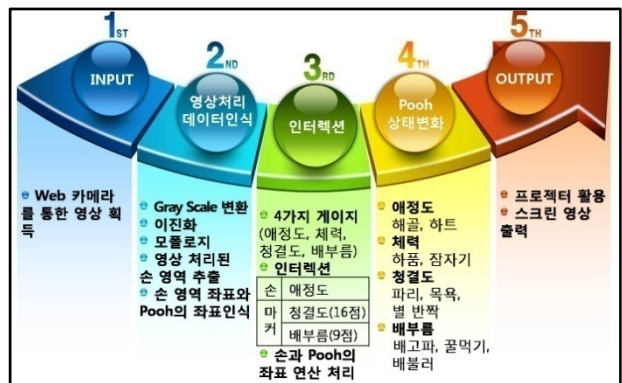 1ST
INPUT
Web 카메라
를 통한 영상 획
득
2ND
영상처리
데이터인식
Gray Scale 변환
이진화
모폴로지
영상 처리된
손 영역 추출
손 영역 좌표와
Pooh의 좌표인식
3RD
인터렉션
4가지 게이지
(애정도, 체력,
청결도, 배부름)
인터렉션
손 애정도
마커 청결도(16점)
배부름(9점)
손과 Pooh의
좌표 연산 처리
4TH
Pooh
상태변화
애정도
해골, 하트
체력
하품, 잠자기
청결도
파리, 목욕,
별 반짝
배부름
배고파, 꿀먹기,
배불러
5TH
OUTPUT
프로젝터 활용
스크린 영상
출력